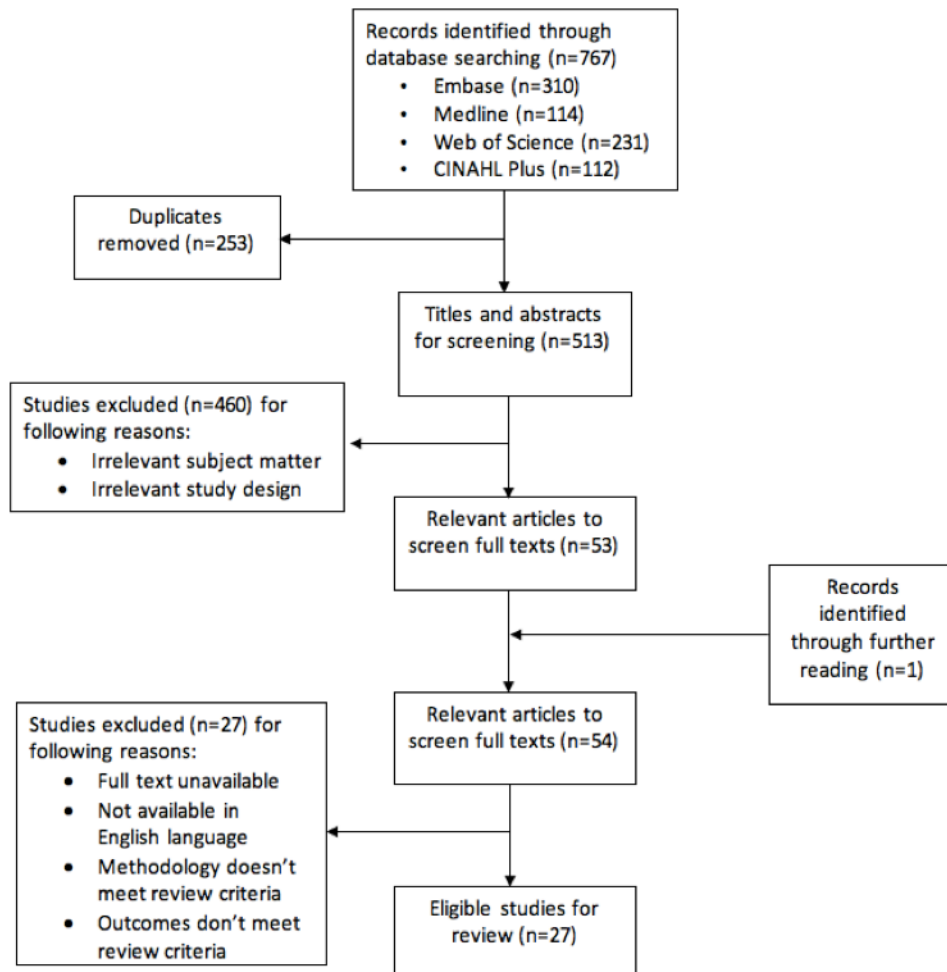 Records identified through
database searching (n=767)
• Embase (n=310)
• Medline (n=114)
• Web of Science (n=231)
• CINAHL Plus (n=112)
Duplicates
removed (n=253)
Titles and abstracts
for screening (n=513)
Studies excluded (n=460) for
following reasons:
• Irrelevant subject matter
• Irrelevant study design
Relevant articles to
screen full texts (n=53)
Records
identified
through further
reading (n=1)
Relevant articles to
screen full texts (n=54)
Studies excluded (n=27) for
following reasons:
• Full text unavailable
• Not available in
English language
• Methodology doesn’t
meet review criteria
• Outcomes don’t meet
review criteria
Eligible studies for
review (n=27)